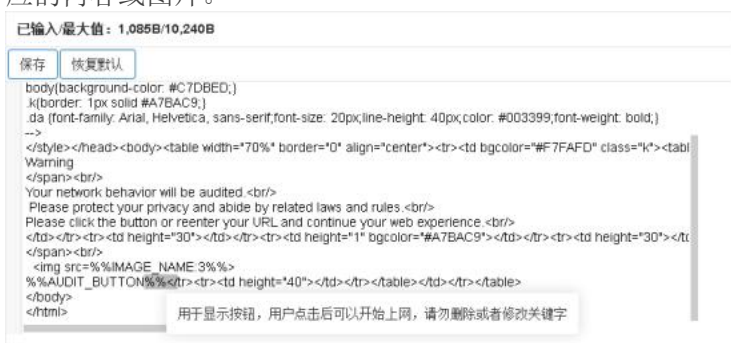 应的内容或图片。
已输入/最大值：1,085B/10,240B
保存 恢复默认
body{background-color: #C7DBED;}
.k{border: 1px solid #A7BAC9;}
.da {font-family: Arial, Helvetica, sans-serif;font-size: 20px;line-height: 40px;color: #003399;font-weight: bold;}
-->
</style></head><body><table width="70%" border="0" align="center"><tr><td bgcolor="#F7FAFD" class="k"><tabl
Warning
</span><br/>
Your network behavior will be audited.<br/>
Please protect your privacy and abide by related laws and rules.<br/>
Please click the button or reenter your URL and continue your web experience.<br/>
</td></tr><tr><td height="30"></td></tr><tr><td height="1" bgcolor="#A7BAC9"></td></tr><tr><td height="30"></tc
</span><br/>
<img src=%%IMAGE_NAME:3%%>
%%AUDIT_BUTTON%%</tr><tr><td height="40"></td></tr></table></td></tr></table>
</body>
</html>
用于显示按钮，用户点击后可以开始上网，请勿删除或者修改关键字